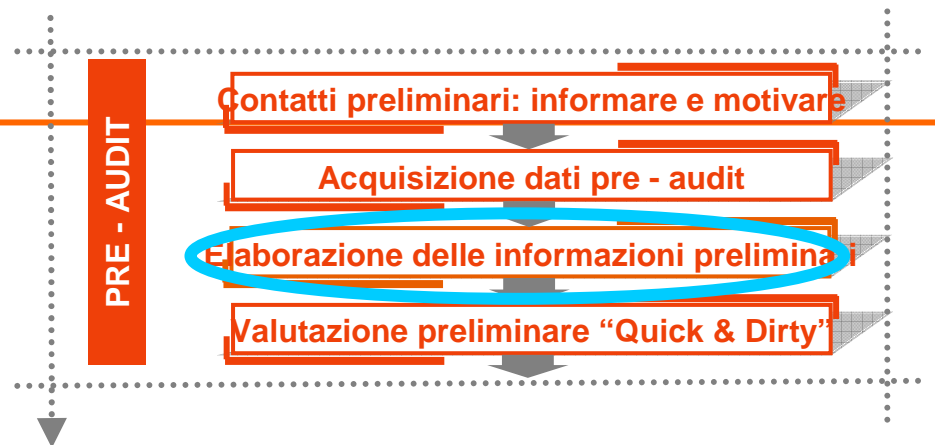 PRE - AUDIT
Contatti preliminari: informare e motivare
Acquisizione dati pre - audit
Elaborazione delle informazioni preliminari
Valutazione preliminare “Quick & Dirty”